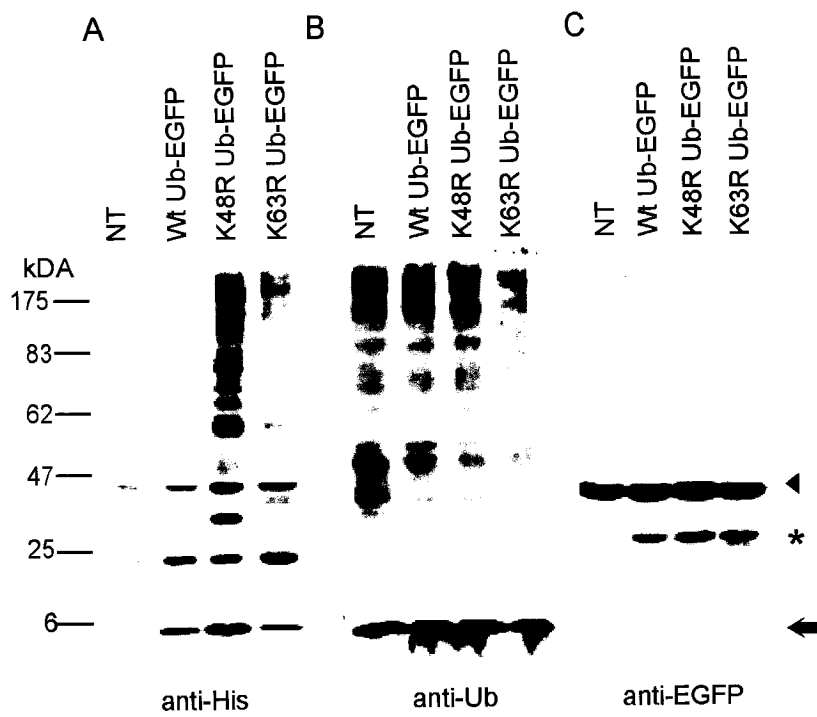 A
B
C
NT
Wt Ub-EGFP
K48R Ub-EGFP
K63R Ub-EGFP
NT
Wt Ub-EGFP
K48R Ub-EGFP
K63R Ub-EGFP
NT
Wt Ub-EGFP
K48R Ub-EGFP
K63R Ub-EGFP
kDA
175
83
62
47
25
*
6
anti-His
anti-Ub
anti-EGFP